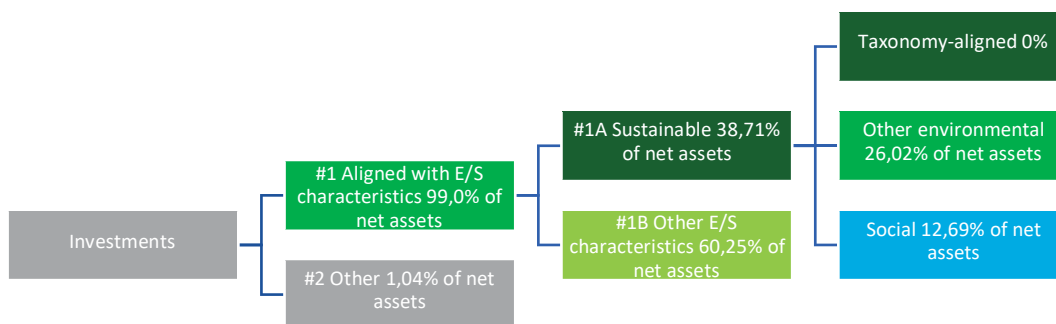 Investments
#1 Aligned with E/S
characteristics 99,0% of
net assets
#2 Other 1,04% of net
assets
#1A Sustainable 38,71%
of net assets
#1B Other E/S
characteristics 60,25% of
net assets
Taxonomy-aligned 0%
Other environmental
26,02% of net assets
Social 12,69% of net
assets